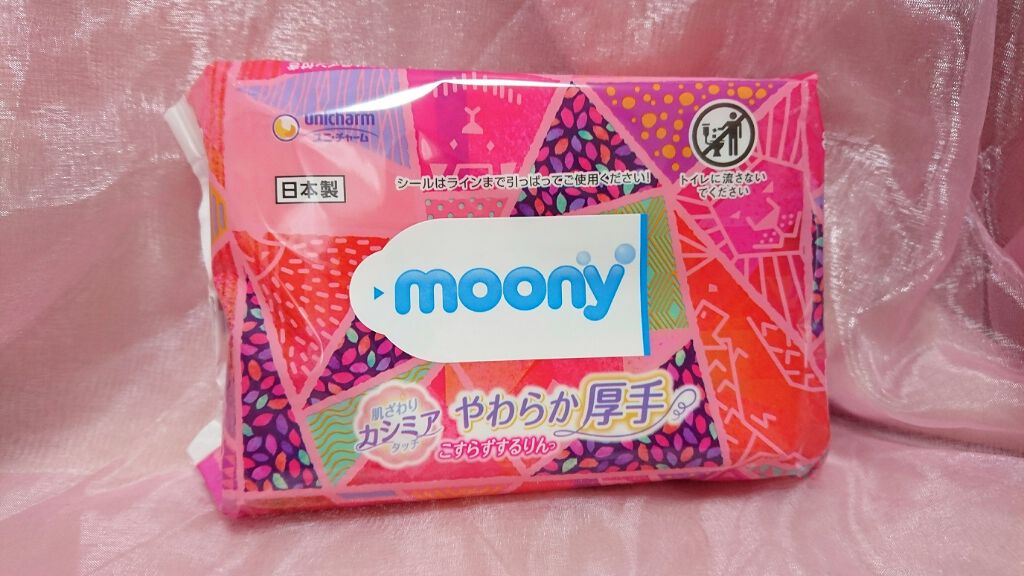 unicharm
ユニ・チャーム
日本製
シールはラインまで引っぱってご使用ください!
トイレに流さない
でください
moony
肌ざわり
カシミア
タッチ
やわらか厚手
こすらずするりんっ